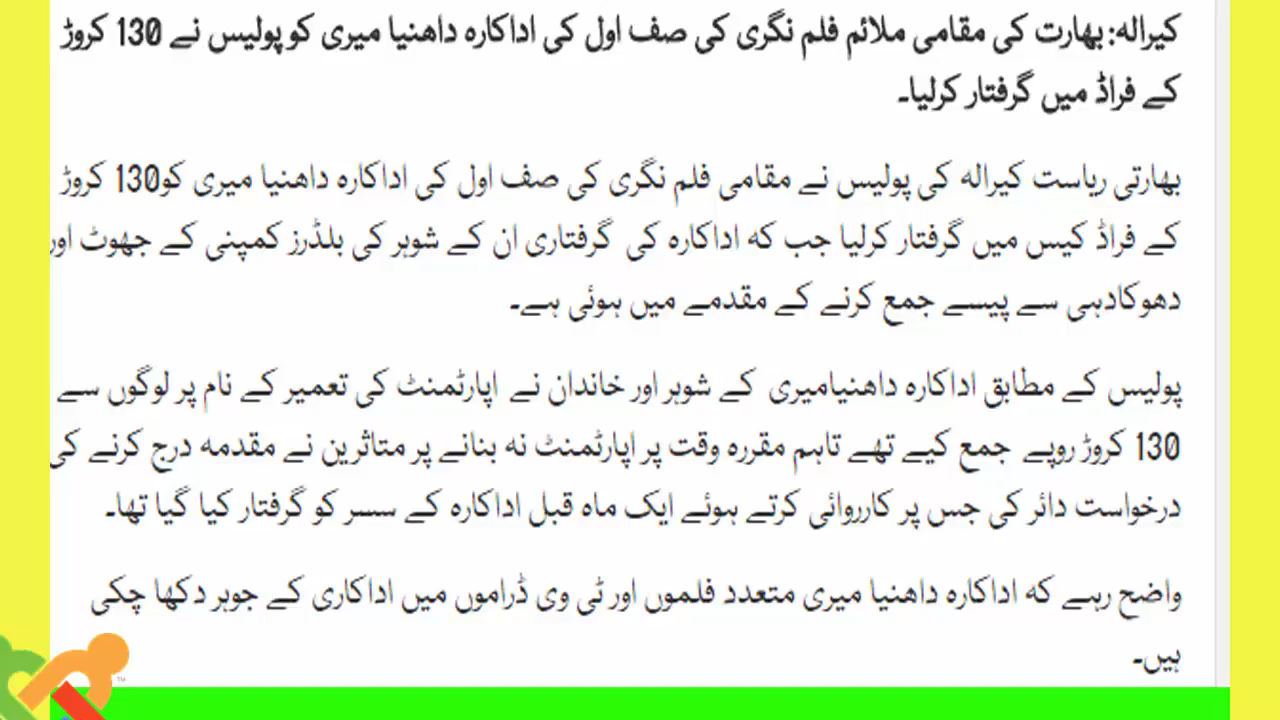 کیرالہ: بھارت کی مقامی ملائم فلم نگری کی صف اول کی اداکارہ داھنیا میری کو پولیس نے 130 کروڑ
کے فراڈ میں گرفتار کرلیا۔
بھارتی ریاست کیرالہ کی پولیس نے مقامی فلم نگری کی صف اول کی اداکارہ داھنیا میری کو130 کروڑ
کے فراڈ کیس میں گرفتار کرلیا جب کہ اداکارہ کی گرفتاری ان کے شوہر کی بلڈرز کمپنی کے جھوٹ اور
دھوکادہی سے پیسے جمع کرنے کے مقدمے میں ہوئی ہے۔
پولیس کے مطابق اداکارہ داھنیامیری کے شوہر اور خاندان نے اپارٹمنٹ کی تعمیر کے نام پر لوگوں سے
130 کروڑ روپے جمع کیے تھے تاہم مقررہ وقت پر اپارٹمنٹ نہ بنانے پر متاثرین نے مقدمہ درج کرنے کی
درخواست دائر کی جس پر کارروائی کرتے ہوئے ایک ماہ قبل اداکارہ کے سسر کو گرفتار کیا گیا تھا۔
واضح رہے کہ اداکارہ داھنیا میری متعدد فلموں اور ٹی وی ڈراموں میں اداکاری کے جوہر دکھا چکی
ہیں۔